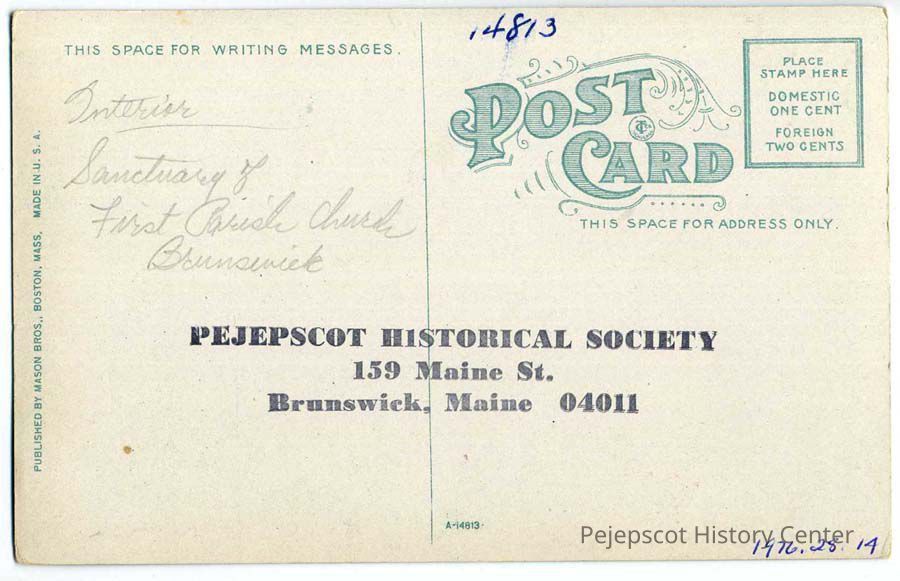 14813
THIS SPACE FOR WRITING MESSAGES.
POST CARD
PLACE
STAMP HERE
DOMESTIC
ONE CENT
FOREIGN
TWO CENTS
THIS SPACE FOR ADDRESS ONLY.
Interior
Sanctuary of
First Parish Church
Brunswick
PUBLISHED BY MASON BROS., BOSTON, MASS. MADE IN U. S. A.
PEJEPSCOT HISTORICAL SOCIETY
159 Maine St.
Brunswick, Maine 04011
A-14813
Pejepscot History Center
1976.28.14